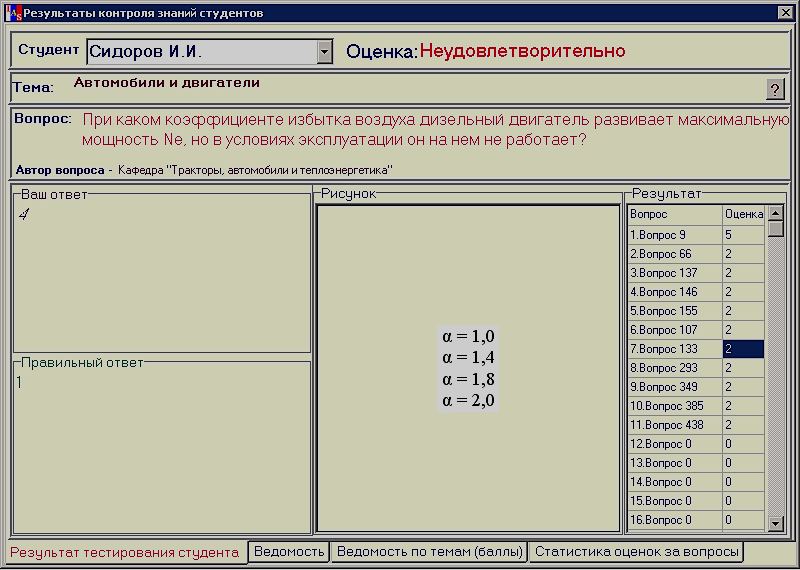 Результаты контроля знаний студентов
Студент Сидоров И.И. Оценка: Неудовлетворительно
Тема: Автомобили и двигатели ?
Вопрос: При каком коэффициенте избытка воздуха дизельный двигатель развивает максимальную
мощность Ne, но в условиях эксплуатации он на нем не работает?
Автор вопроса - Кафедра "Тракторы, автомобили и теплоэнергетика"
Ваш ответ
4
Правильный ответ
1
Рисунок
α = 1,0
α = 1,4
α = 1,8
α = 2,0
Результат
Вопрос Оценка
1.Вопрос 9 5
2.Вопрос 66 2
3.Вопрос 137 2
4.Вопрос 146 2
5.Вопрос 155 2
6.Вопрос 107 2
7.Вопрос 133 2
8.Вопрос 293 2
9.Вопрос 349 2
10.Вопрос 385 2
11.Вопрос 438 2
12.Вопрос 0 0
13.Вопрос 0 0
14.Вопрос 0 0
15.Вопрос 0 0
16.Вопрос 0 0
Результат тестирования студента Ведомость Ведомость по темам (баллы) Статистика оценок за вопросы